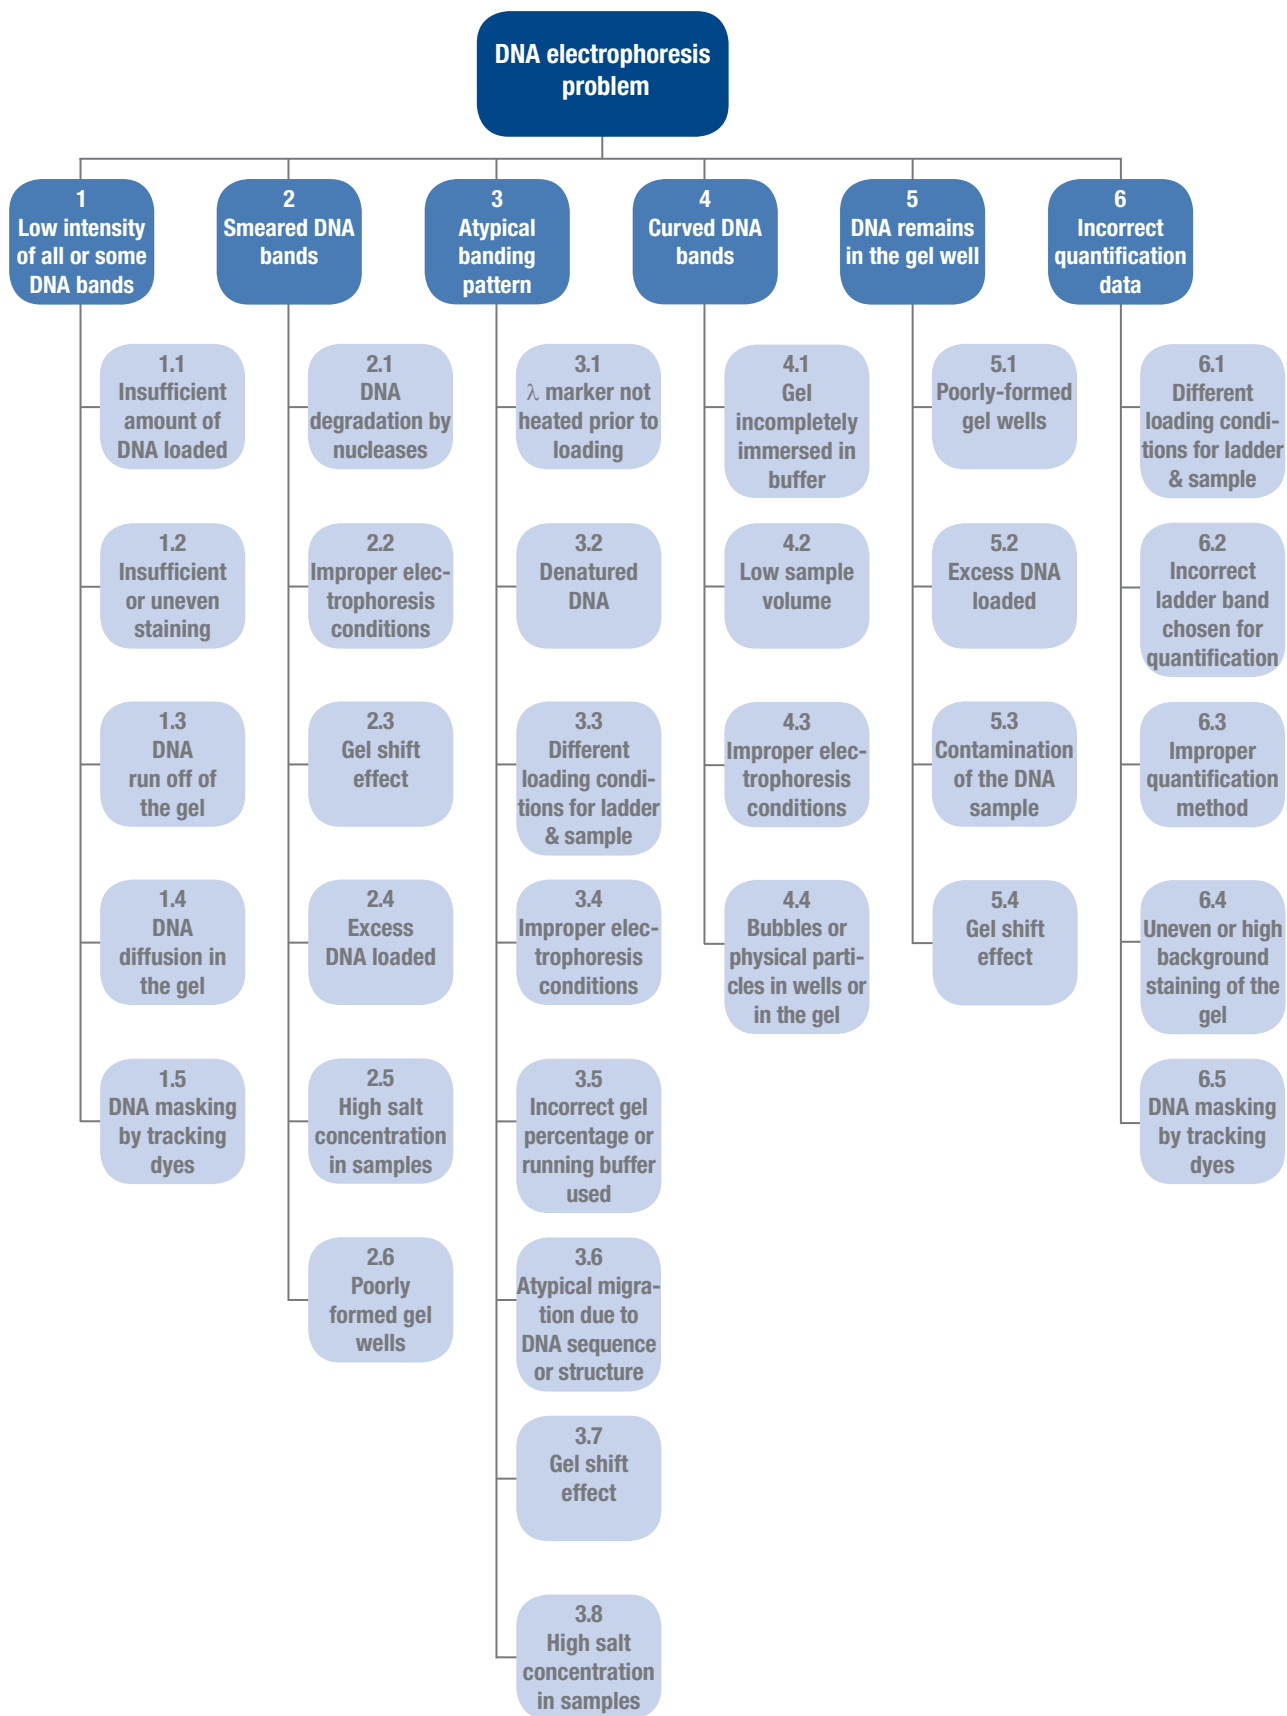 DNA electrophoresis
problem
1
Low intensity
of all or some
DNA bands
2
Smeared DNA
bands
3
Atypical
banding
pattern
4
Curved DNA
bands
5
DNA remains
in the gel well
6
Incorrect
quantification
data
1.1
Insufficient
amount of
DNA loaded
1.2
Insufficient
or uneven
staining
1.3
DNA
run off of
the gel
1.4
DNA
diffusion in
the gel
1.5
DNA masking
by tracking
dyes
2.1
DNA
degradation by
nucleases
2.2
Improper elec-
trophoresis
conditions
2.3
Gel shift
effect
2.4
Excess
DNA loaded
2.5
High salt
concentration
in samples
2.6
Poorly
formed gel
wells
3.1
λ marker not
heated prior to
loading
3.2
Denatured
DNA
3.3
Different
loading condi-
tions for ladder
& sample
3.4
Improper elec-
trophoresis
conditions
3.5
Incorrect gel
percentage or
running buffer
used
3.6
Atypical migra-
tion due to
DNA sequence
or structure
3.7
Gel shift
effect
3.8
High salt
concentration
in samples
4.1
Gel
incompletely
immersed in
buffer
4.2
Low sample
volume
4.3
Improper elec-
trophoresis
conditions
4.4
Bubbles or
physical parti-
cles in wells or
in the gel
5.1
Poorly-formed
gel wells
5.2
Excess DNA
loaded
5.3
Contamination
of the DNA
sample
5.4
Gel shift
effect
6.1
Different
loading condi-
tions for ladder
& sample
6.2
Incorrect
ladder band
chosen for
quantification
6.3
Improper
quantification
method
6.4
Uneven or high
background
staining of the
gel
6.5
DNA masking
by tracking
dyes